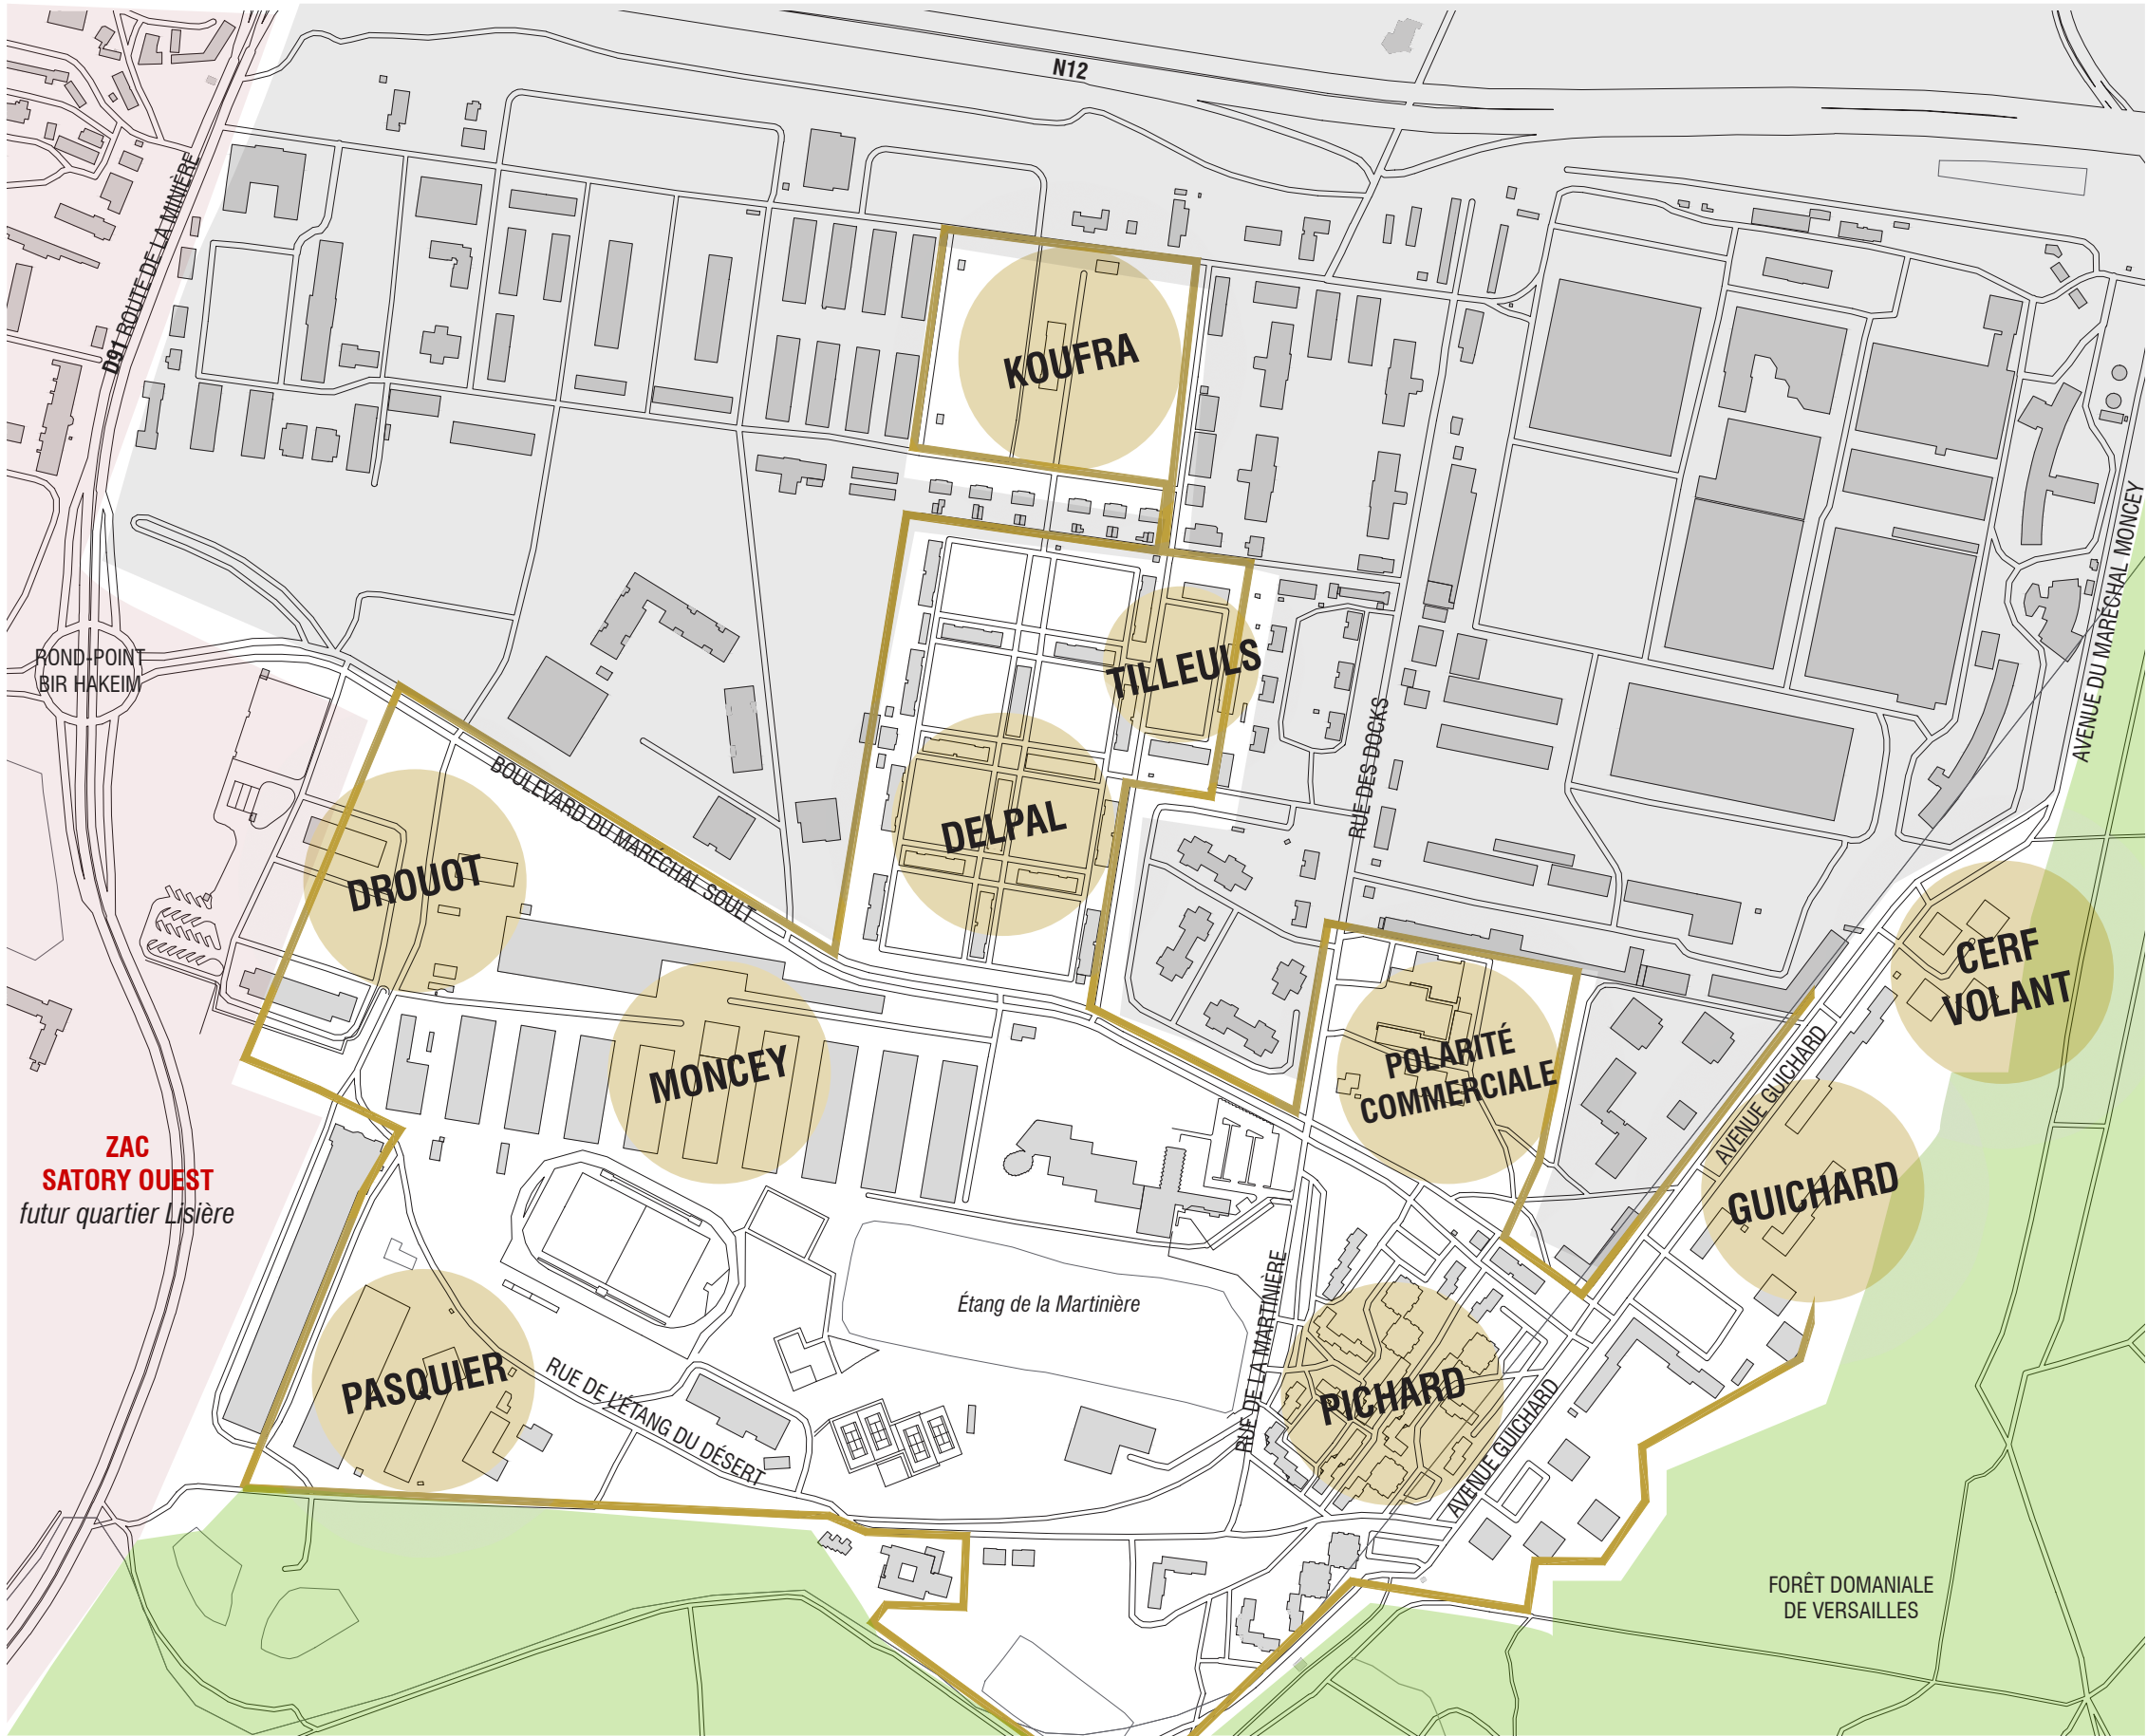 N12
D91 ROUTE DE LA MINIÈRE
KOUFRA
AVENUE DU MARÉCHAL MONCEY
ROND-POINT
BIR HAKEIM
TILLEULS
RUE DES DOCKS
BOULEVARD DU MARÉCHAL SOULT
DELPAL
DROUOT
CERF
VOLANT
MONCEY
POLARITÉ
COMMERCIALE
AVENUE GUICHARD
ZAC
SATORY OUEST
futur quartier Lisière
GUICHARD
Étang de la Martinière
RUE DE LA MARTINIÈRE
PASQUIER
RUE DE L'ÉTANG DU DÉSERT
PICHARD
AVENUE GUICHARD
FORÊT DOMANIALE
DE VERSAILLES